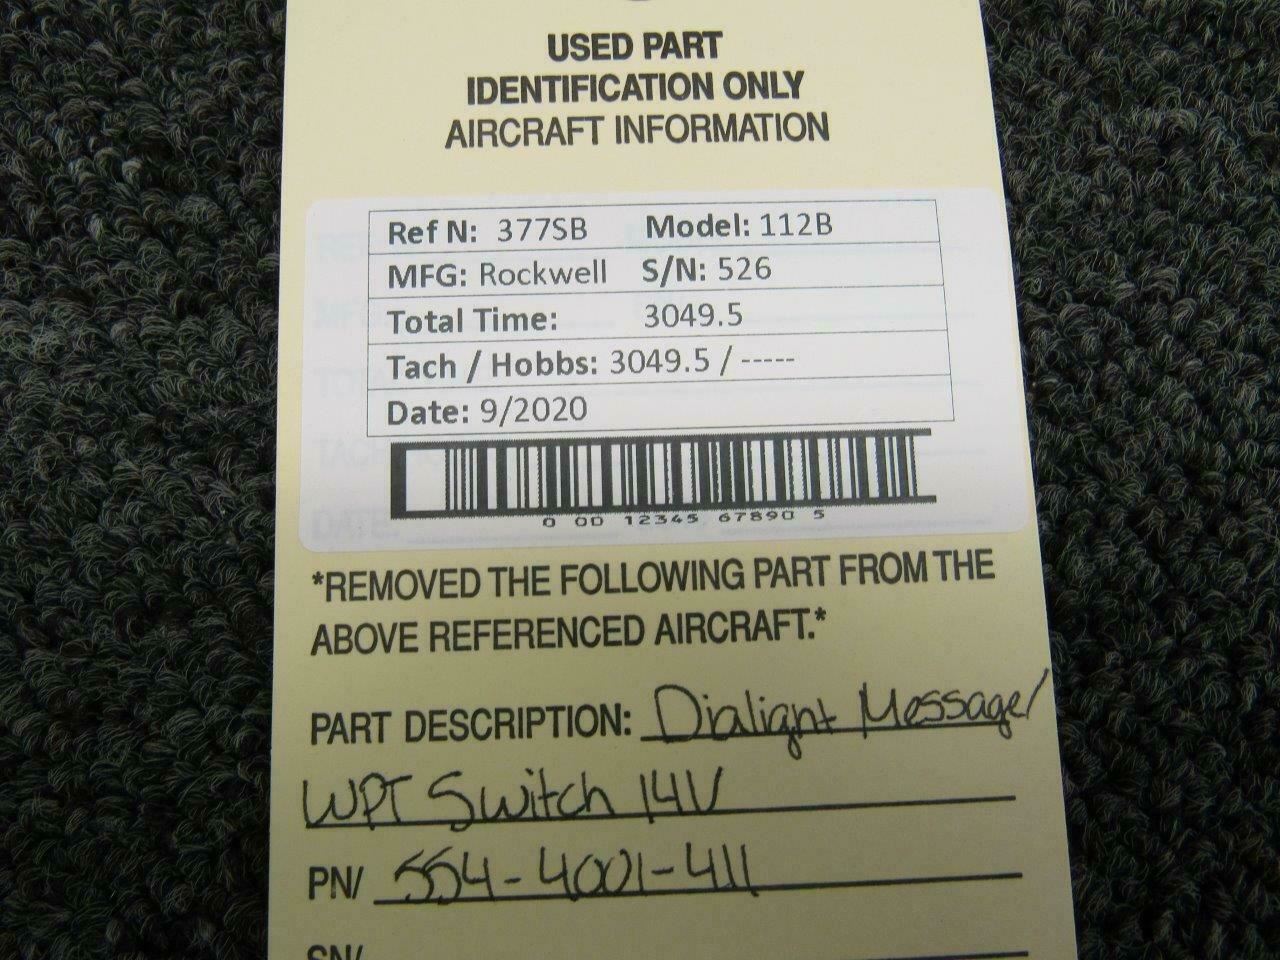 USED PART
IDENTIFICATION ONLY
AIRCRAFT INFORMATION
Ref N: 377SB Model: 112B
MFG: Rockwell S/N: 526
Total Time: 3049.5
Tach / Hobbs: 3049.5 / -----
Date: 9/2020
0 00 12345 67890 5
*REMOVED THE FOLLOWING PART FROM THE
ABOVE REFERENCED AIRCRAFT.*
PART DESCRIPTION: Dialight Message/
WPT Switch 14V
PN/ 554-4001-411
SN/